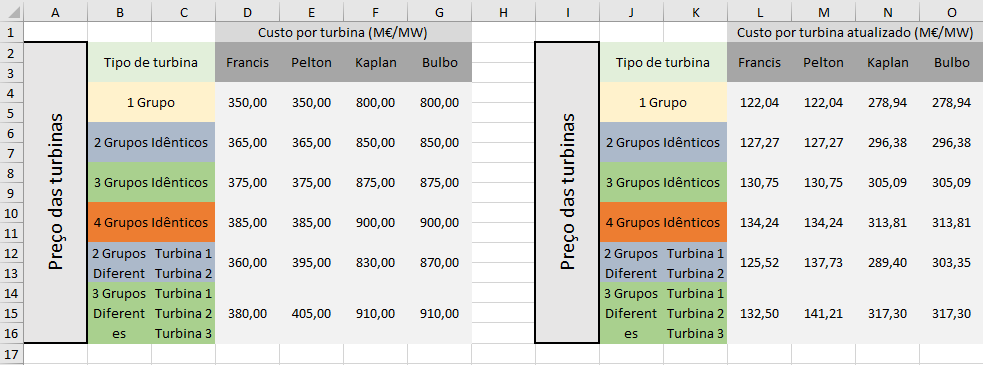 A B C D E F G H I J K L M N O
1 Custo por turbina (M€/MW) Custo por turbina atualizado (M€/MW)
2 Tipo de turbina Francis Pelton Kaplan Bulbo Tipo de turbina Francis Pelton Kaplan Bulbo
3
Preço das turbinas
Preço das turbinas
4 1 Grupo 350,00 350,00 800,00 800,00 1 Grupo 122,04 122,04 278,94 278,94
5
6 2 Grupos Idênticos 365,00 365,00 850,00 850,00 2 Grupos Idênticos 127,27 127,27 296,38 296,38
7
8 3 Grupos Idênticos 375,00 375,00 875,00 875,00 3 Grupos Idênticos 130,75 130,75 305,09 305,09
9
10 4 Grupos Idênticos 385,00 385,00 900,00 900,00 4 Grupos Idênticos 134,24 134,24 313,81 313,81
11
12 2 Grupos Turbina 1 360,00 395,00 830,00 870,00 2 Grupos Turbina 1 125,52 137,73 289,40 303,35
13 Diferent Turbina 2 Diferent Turbina 2
14 3 Grupos Turbina 1 3 Grupos Turbina 1
15 Diferent Turbina 2 380,00 405,00 910,00 910,00 Diferent Turbina 2 132,50 141,21 317,30 317,30
16 es Turbina 3 es Turbina 3
17